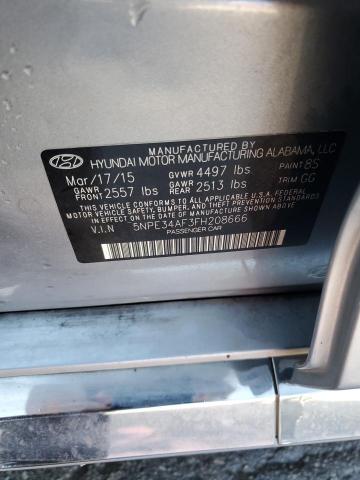 MANUFACTURED BY
HYUNDAI MOTOR MANUFACTURING ALABAMA, LLC
Mar/17/15 GVWR 4497 lbs PAINT 8S
GAWR FRONT 2557 lbs GAWR REAR 2513 lbs TRIM GG
THIS VEHICLE CONFORMS TO ALL APPLICABLE U.S.A. FEDERAL
MOTOR VEHICLE SAFETY, BUMPER, AND THEFT PREVENTION STANDARDS
IN EFFECT ON THE DATE OF MANUFACTURE SHOWN ABOVE.
V.I.N 5NPE34AF3FH208666
PASSENGER CAR